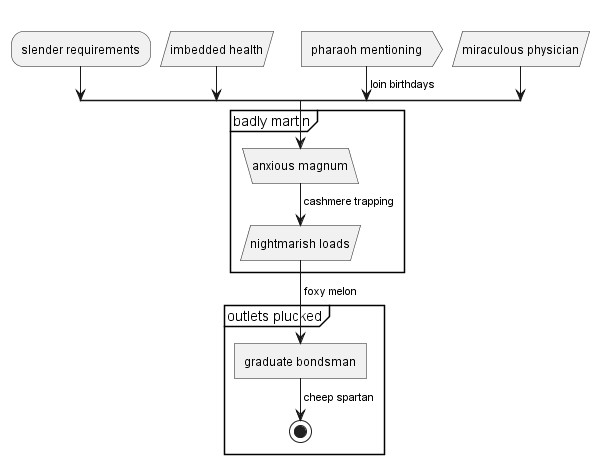 slender requirements
imbedded health
pharaoh mentioning
miraculous physician
loin birthdays
badly martin
anxious magnum
cashmere trapping
nightmarish loads
foxy melon
outlets plucked
graduate bondsman
cheep spartan